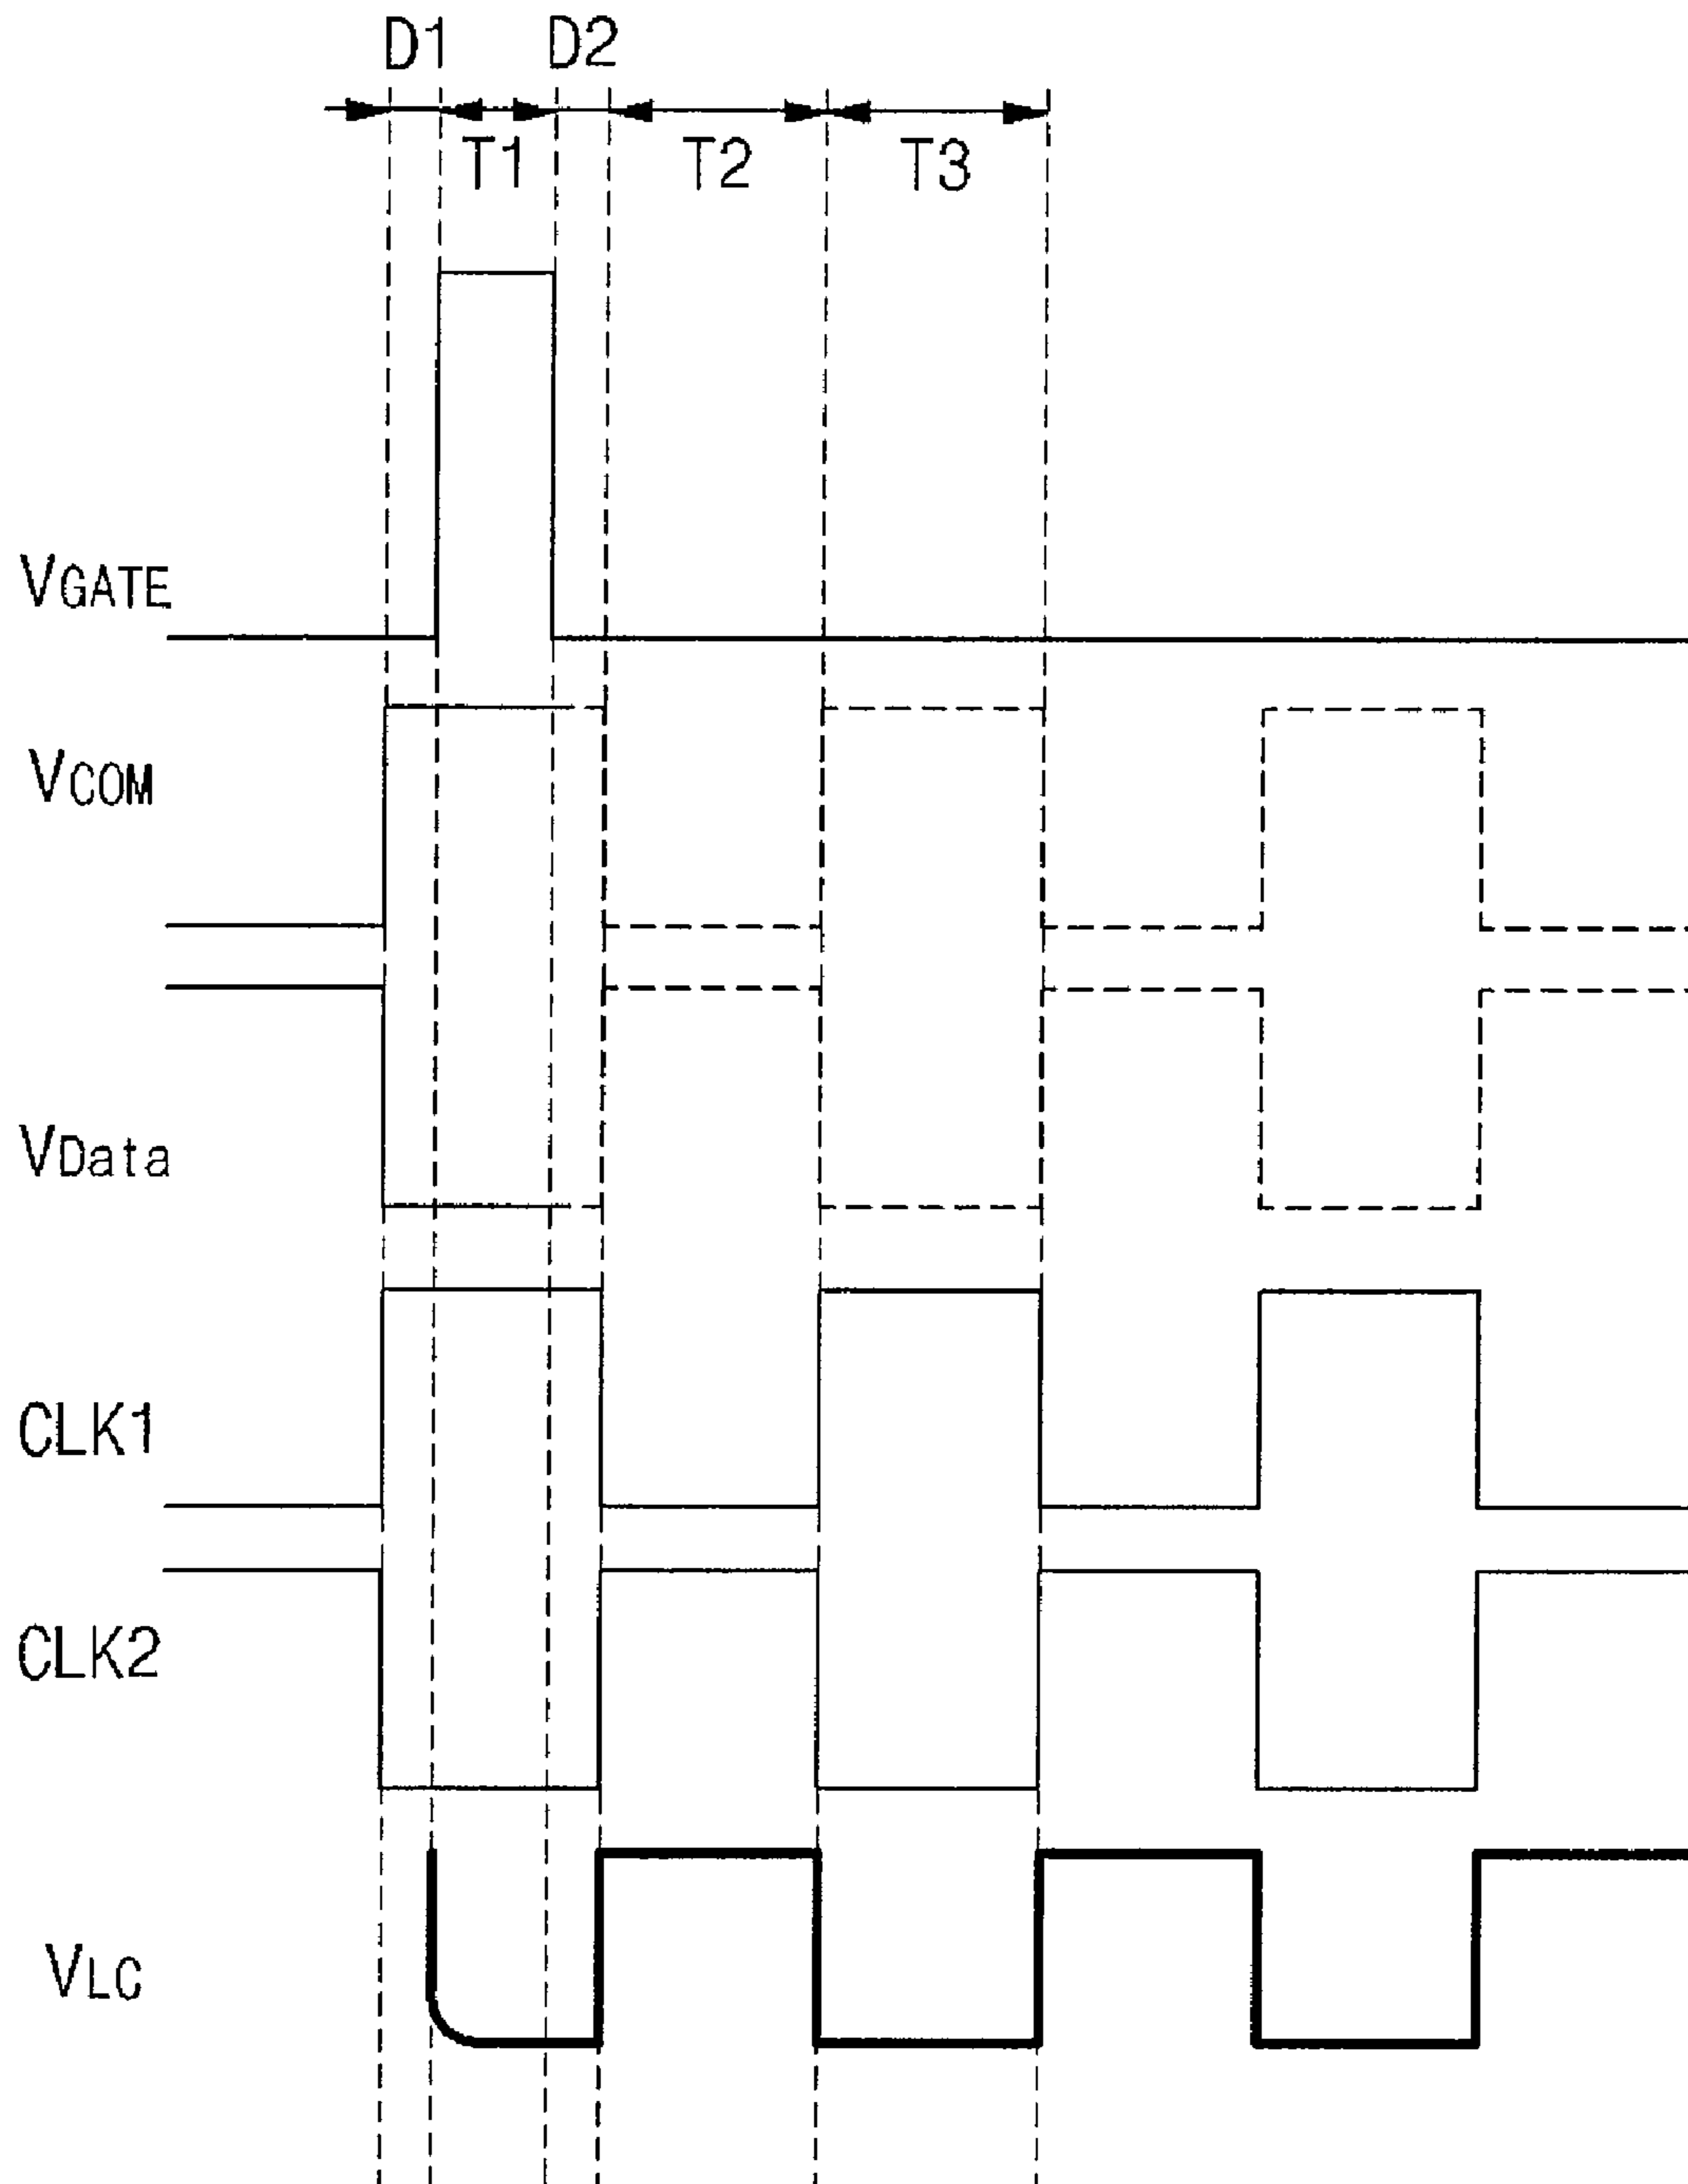 D1 D2
T1 T2 T3
VGATE
VCOM
VData
CLK1
CLK2
VLC